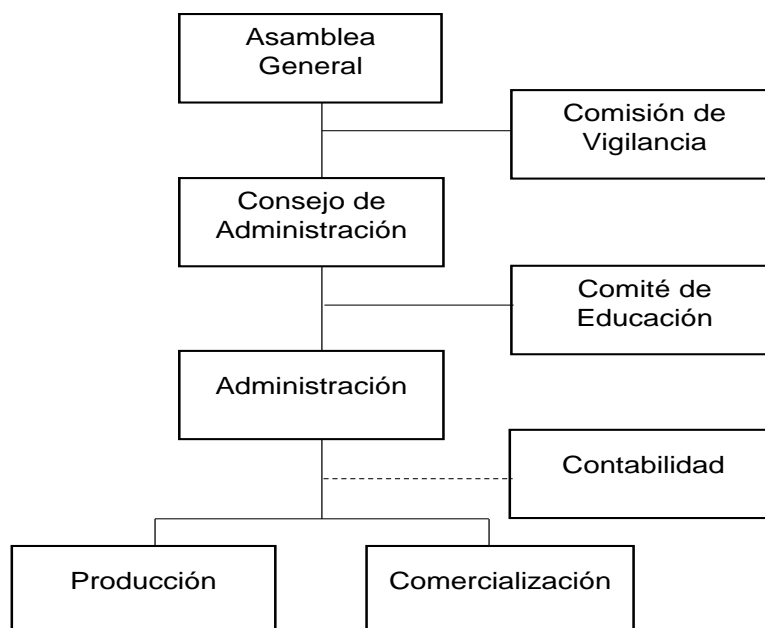 Asamblea
General
Comisión de
Vigilancia
Consejo de
Administración
Comité de
Educación
Administración
Contabilidad
Producción
Comercialización